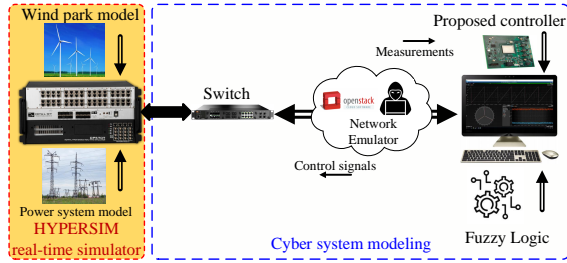 Wind park model
Power system model
HYPERSIM
real-time simulator
Switch
openstack
Network
Emulator
Measurements
Control signals
Proposed controller
Fuzzy Logic
Cyber system modeling